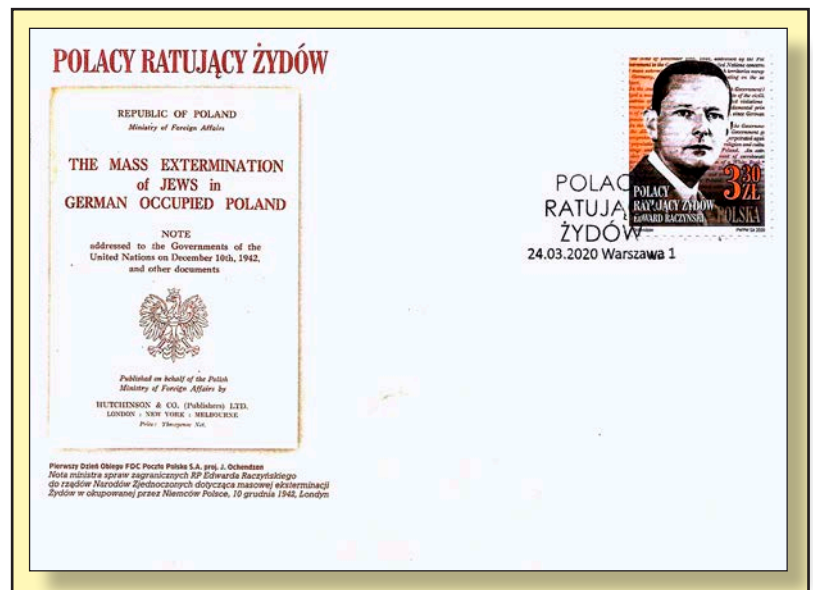 POLACY RATUJĄCY ŻYDÓW
REPUBLIC OF POLAND
Ministry of Foreign Affairs
THE MASS EXTERMINATION
of JEWS in
GERMAN OCCUPIED POLAND
NOTE
addressed to the Governments of the
United Nations on December 10th, 1942,
and other documents
Published on behalf of the Polish
Ministry of Foreign Affairs by
HUTCHINSON & CO. (Publishers) LTD.
LONDON : NEW YORK : MELBOURNE
Price: Threepence Net.
Pierwszy Dzień Obiegu FDC Poczta Polska S.A. proj. J. Ochendzan
Nota ministra spraw zagranicznych RP Edwarda Raczyńskiego
do rządów Narodów Zjednoczonych dotycząca masowej eksterminacji
Żydów w okupowanej przez Niemców Polsce, 10 grudnia 1942, Londyn
3 30 ZŁ
POLACY
RATUJĄCY ŻYDÓW
EDWARD RACZYŃSKI
POLSKA
POLAC
RATUJĄ
ŻYDÓW
24.03.2020 Warszawa 1